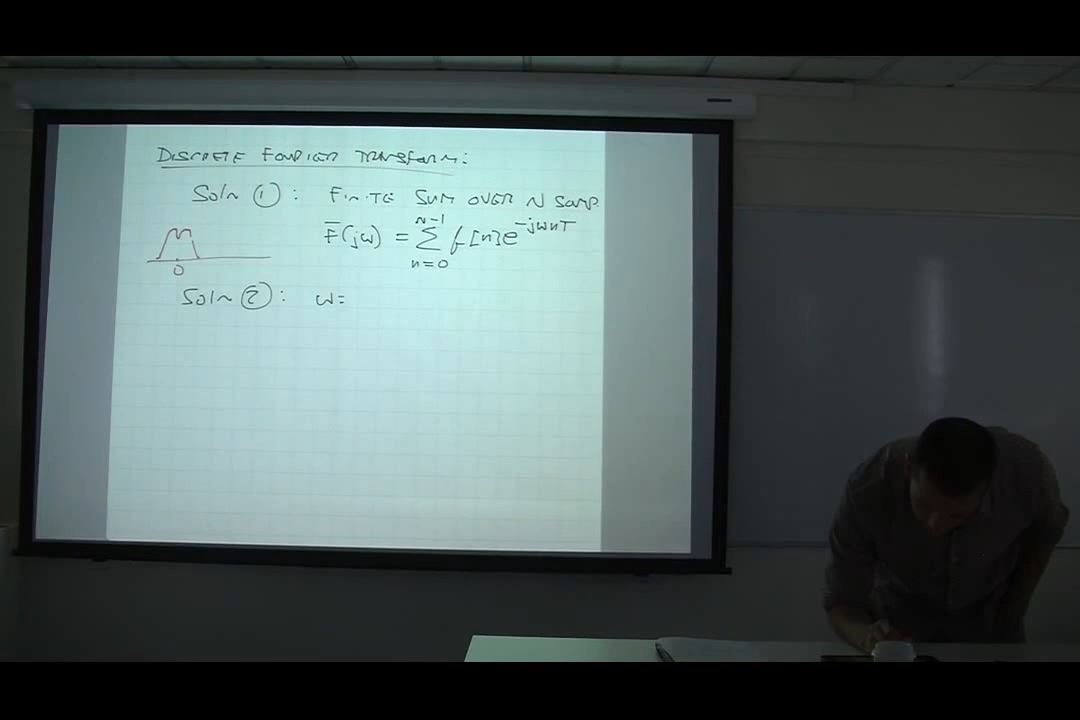 DISCRETE FOURIER TRANSFORM:
Soln ①: FINITE SUM OVER N SAMP.
F̄(jω) = Σ f[n]e^{-jωnT}
N-1
n=0
0
Soln ②: ω=